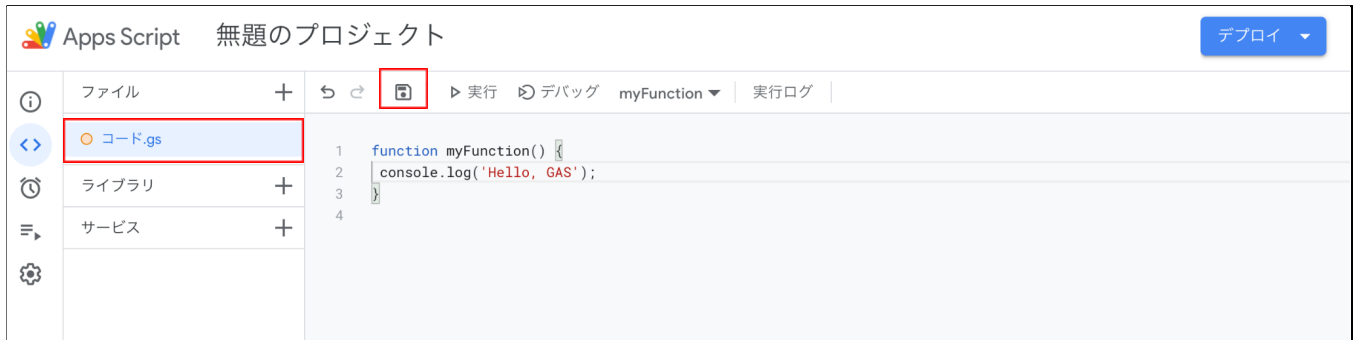 Apps Script 無題のプロジェクト デプロイ
ファイル 実行 デバッグ myFunction 実行ログ
コード.gs
1 function myFunction() {
2 console.log('Hello, GAS');
ライブラリ
3 }
4
サービス